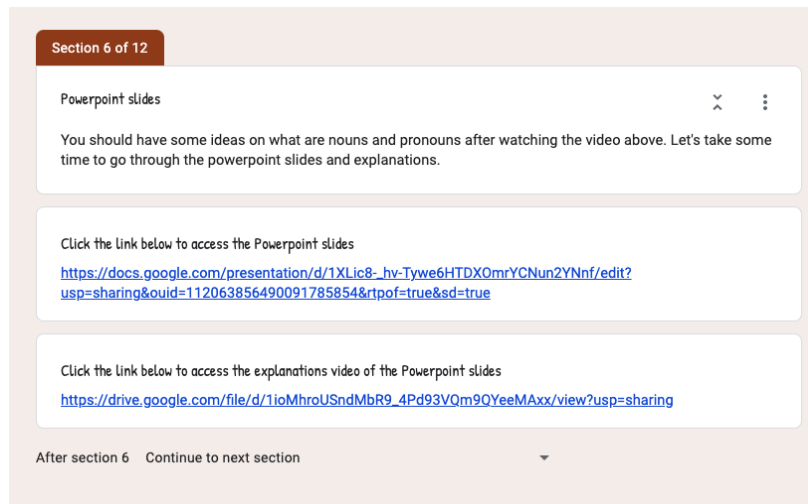 Section 6 of 12
Powerpoint slides
You should have some ideas on what are nouns and pronouns after watching the video above. Let's take some
time to go through the powerpoint slides and explanations.
Click the link below to access the Powerpoint slides
https://docs.google.com/presentation/d/1XLic8-_hv-Tywe6HTDXOmrYCNun2YNnf/edit?
usp=sharing&ouid=112063856490091785854&rtpof=true&sd=true
Click the link below to access the explanations video of the Powerpoint slides
https://drive.google.com/file/d/1ioMhroUSndMbR9_4Pd93VQm9QYeeMAxx/view?usp=sharing
After section 6 Continue to next section